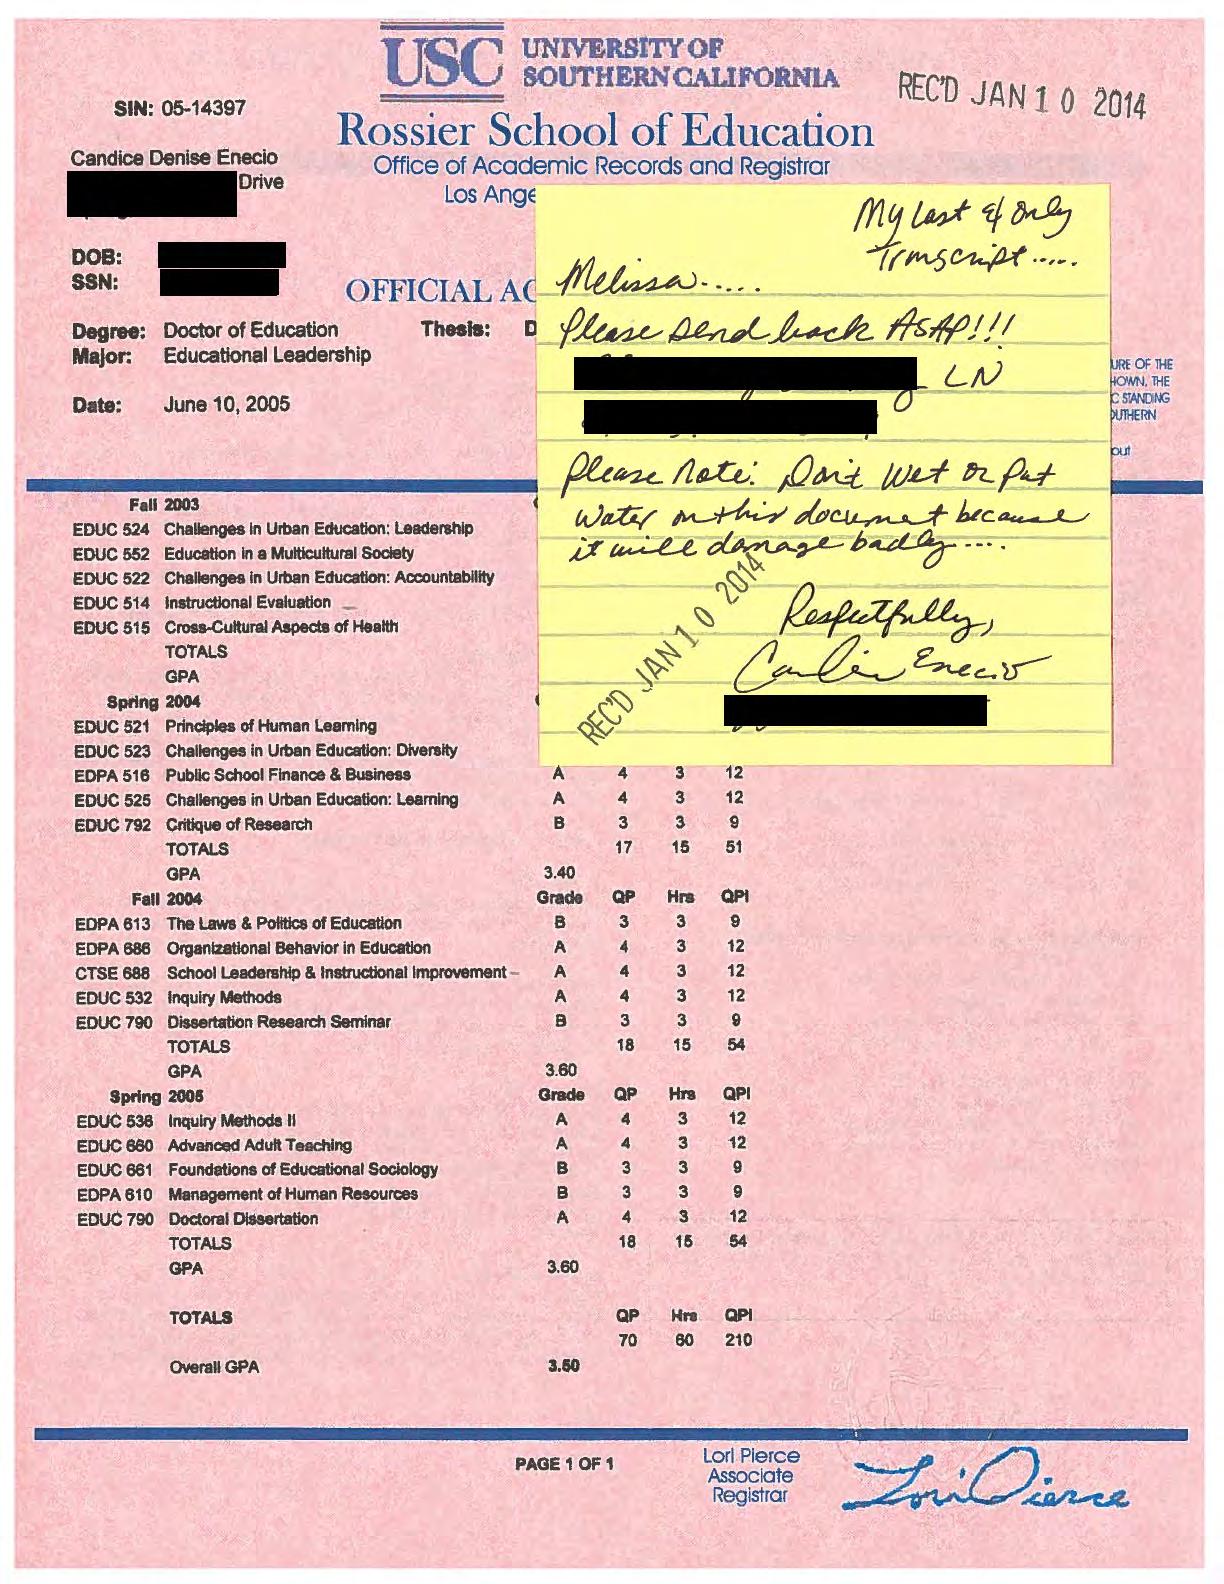 USC UNIVERSITY OF
SOUTHERN CALIFORNIA
REC'D JAN 10 2014
SIN: 05-14397
Rossier School of Education
Candice Denise Enecio
Office of Academic Records and Registrar
Drive
Los Ange
My Last & Only
Transcript.....
Melissa......
Please send back ASAP!!!
LN
Please Note: Don't Wet or Put
Water on this document because
it will damage badly....
REC'D JAN 10 2014
Respectfully,
Candice Enecio
DOB:
SSN:
OFFICIAL AC
Degree: Doctor of Education Thesis: D
Major: Educational Leadership
Date: June 10, 2005
URE OF THE
HOWN, THE
C STANDING
OUTHERN
out
Fall 2003
EDUC 524 Challenges in Urban Education: Leadership
EDUC 552 Education in a Multicultural Society
EDUC 522 Challenges in Urban Education: Accountability
EDUC 514 Instructional Evaluation
EDUC 515 Cross-Cultural Aspects of Health
TOTALS
GPA
Spring 2004
EDUC 521 Principles of Human Learning
EDUC 523 Challenges in Urban Education: Diversity
EDPA 516 Public School Finance & Business A 4 3 12
EDUC 525 Challenges in Urban Education: Learning A 4 3 12
EDUC 792 Critique of Research B 3 3 9
TOTALS 17 15 51
GPA 3.40
Fall 2004 Grade QP Hrs QPI
EDPA 613 The Laws & Politics of Education B 3 3 9
EDPA 686 Organizational Behavior in Education A 4 3 12
CTSE 688 School Leadership & Instructional Improvement A 4 3 12
EDUC 532 Inquiry Methods A 4 3 12
EDUC 790 Dissertation Research Seminar B 3 3 9
TOTALS 18 15 54
GPA 3.60
Spring 2005 Grade QP Hrs QPI
EDUC 536 Inquiry Methods II A 4 3 12
EDUC 660 Advanced Adult Teaching A 4 3 12
EDUC 661 Foundations of Educational Sociology B 3 3 9
EDPA 610 Management of Human Resources B 3 3 9
EDUC 790 Doctoral Dissertation A 4 3 12
TOTALS 18 15 54
GPA 3.60
TOTALS QP Hrs QPI
70 60 210
Overall GPA 3.50
PAGE 1 OF 1
Lori Pierce
Associate
Registrar
Lori Pierce